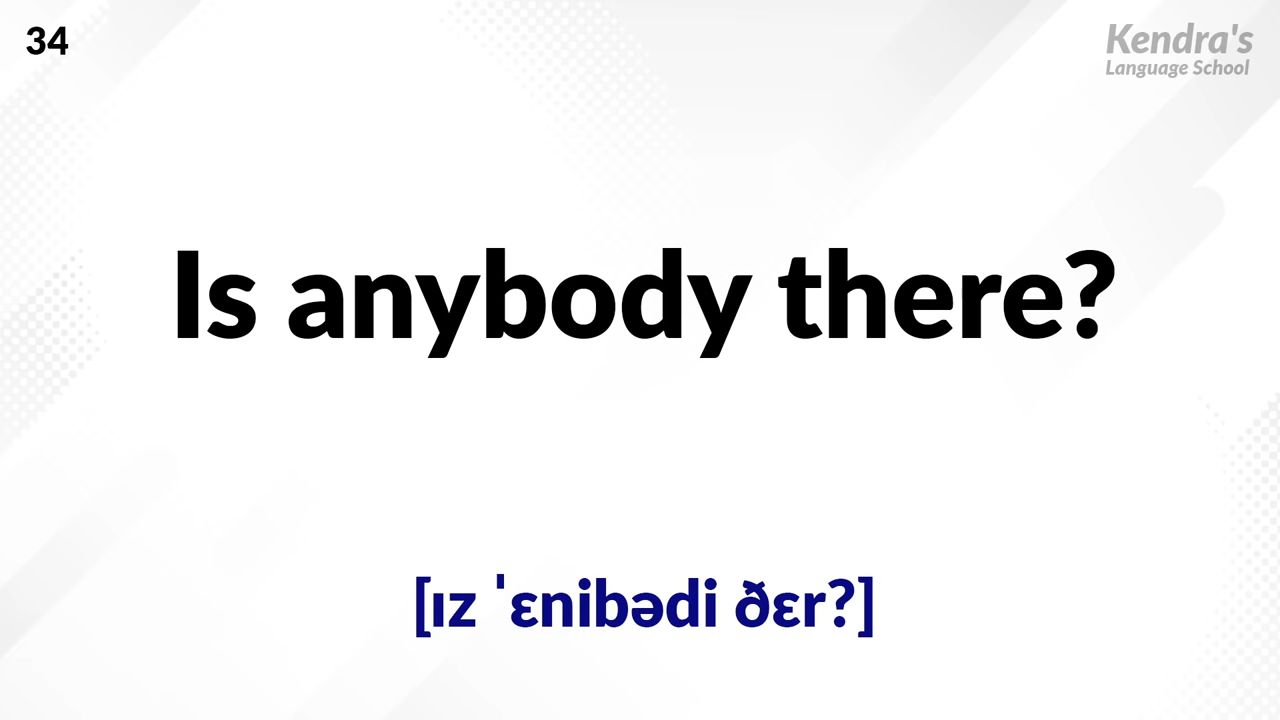 34
Kendra's
Language School
Is anybody there?
[ɪz ˈɛnibədi ðɛr?]